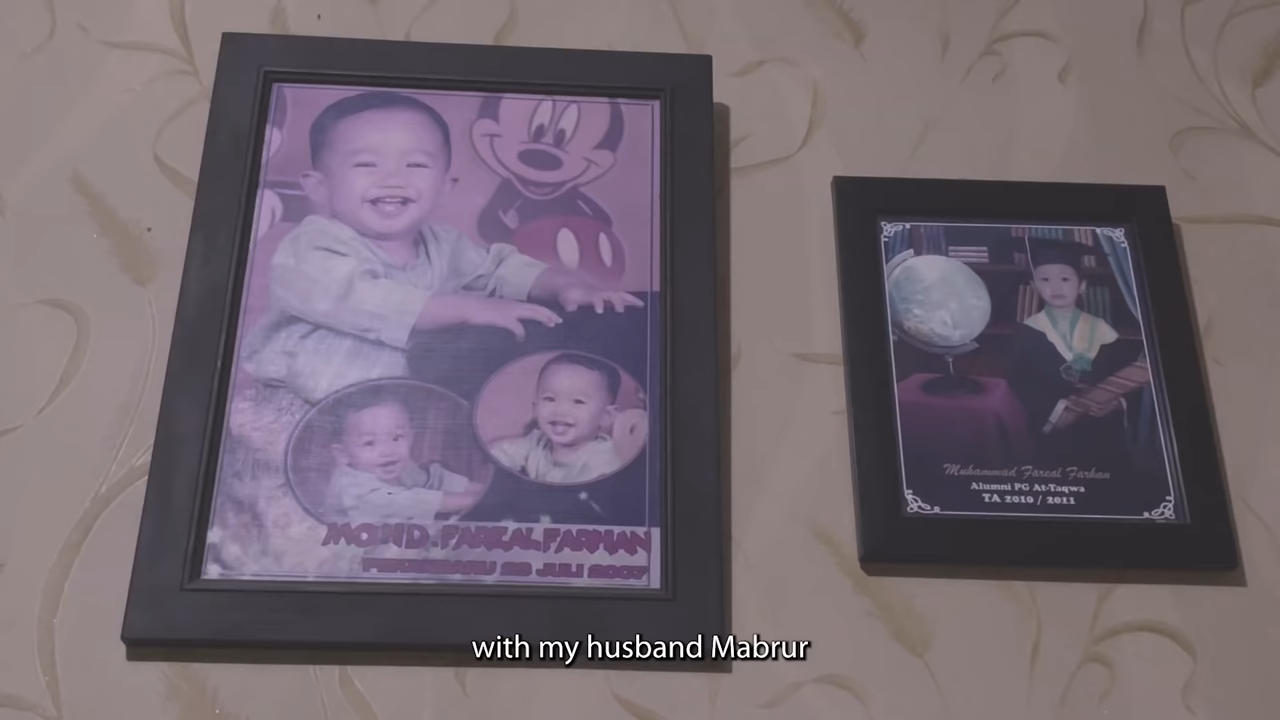 MOHD. FAREAL FARHAN
PEKANBARU 28 JULI 2007
Muhammad Fareal Farhan
Alumni PG At-Taqwa
TA 2010 / 2011
with my husband Mabrur